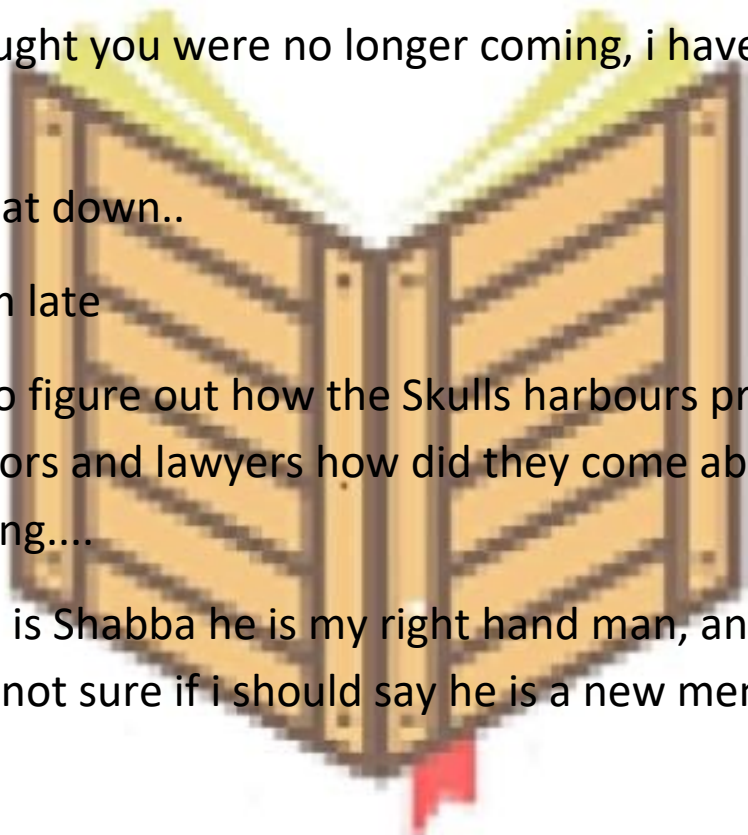 ught you were no longer coming, i have
at down..
n late
o figure out how the Skulls harbours pr
ors and lawyers how did they come ab
ng....
is Shabba he is my right hand man, an
not sure if i should say he is a new mer